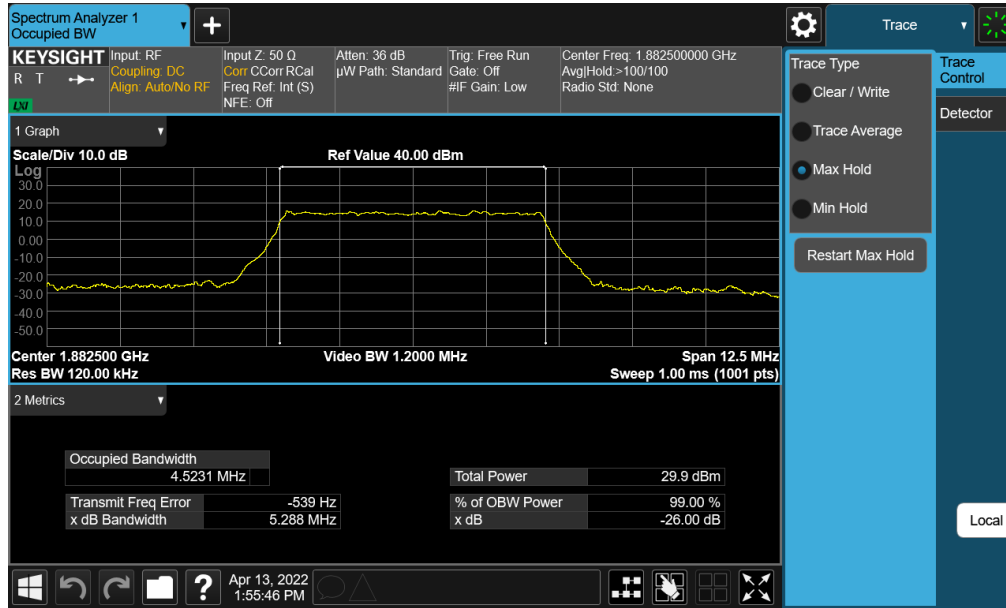 Spectrum Analyzer 1
Occupied BW
+
Trace
KEYSIGHT
R T
LXI
Input: RF
Coupling: DC
Align: Auto/No RF
Input Z: 50 Ω
Corr CCorr RCal
Freq Ref: Int (S)
NFE: Off
Atten: 36 dB
µW Path: Standard
Trig: Free Run
Gate: Off
#IF Gain: Low
Center Freq: 1.882500000 GHz
Avg|Hold:>100/100
Radio Std: None
1 Graph
Scale/Div 10.0 dB
Ref Value 40.00 dBm
Log
30.0
20.0
10.0
0.00
-10.0
-20.0
-30.0
-40.0
-50.0
Center 1.882500 GHz
Video BW 1.2000 MHz
Span 12.5 MHz
Res BW 120.00 kHz
Sweep 1.00 ms (1001 pts)
2 Metrics
Occupied Bandwidth
4.5231 MHz
Total Power 29.9 dBm
Transmit Freq Error -539 Hz
% of OBW Power 99.00 %
x dB Bandwidth 5.288 MHz
x dB -26.00 dB
Trace Type
Clear / Write
Trace Average
Max Hold
Min Hold
Restart Max Hold
Trace
Control
Detector
Local
?
Apr 13, 2022
1:55:46 PM